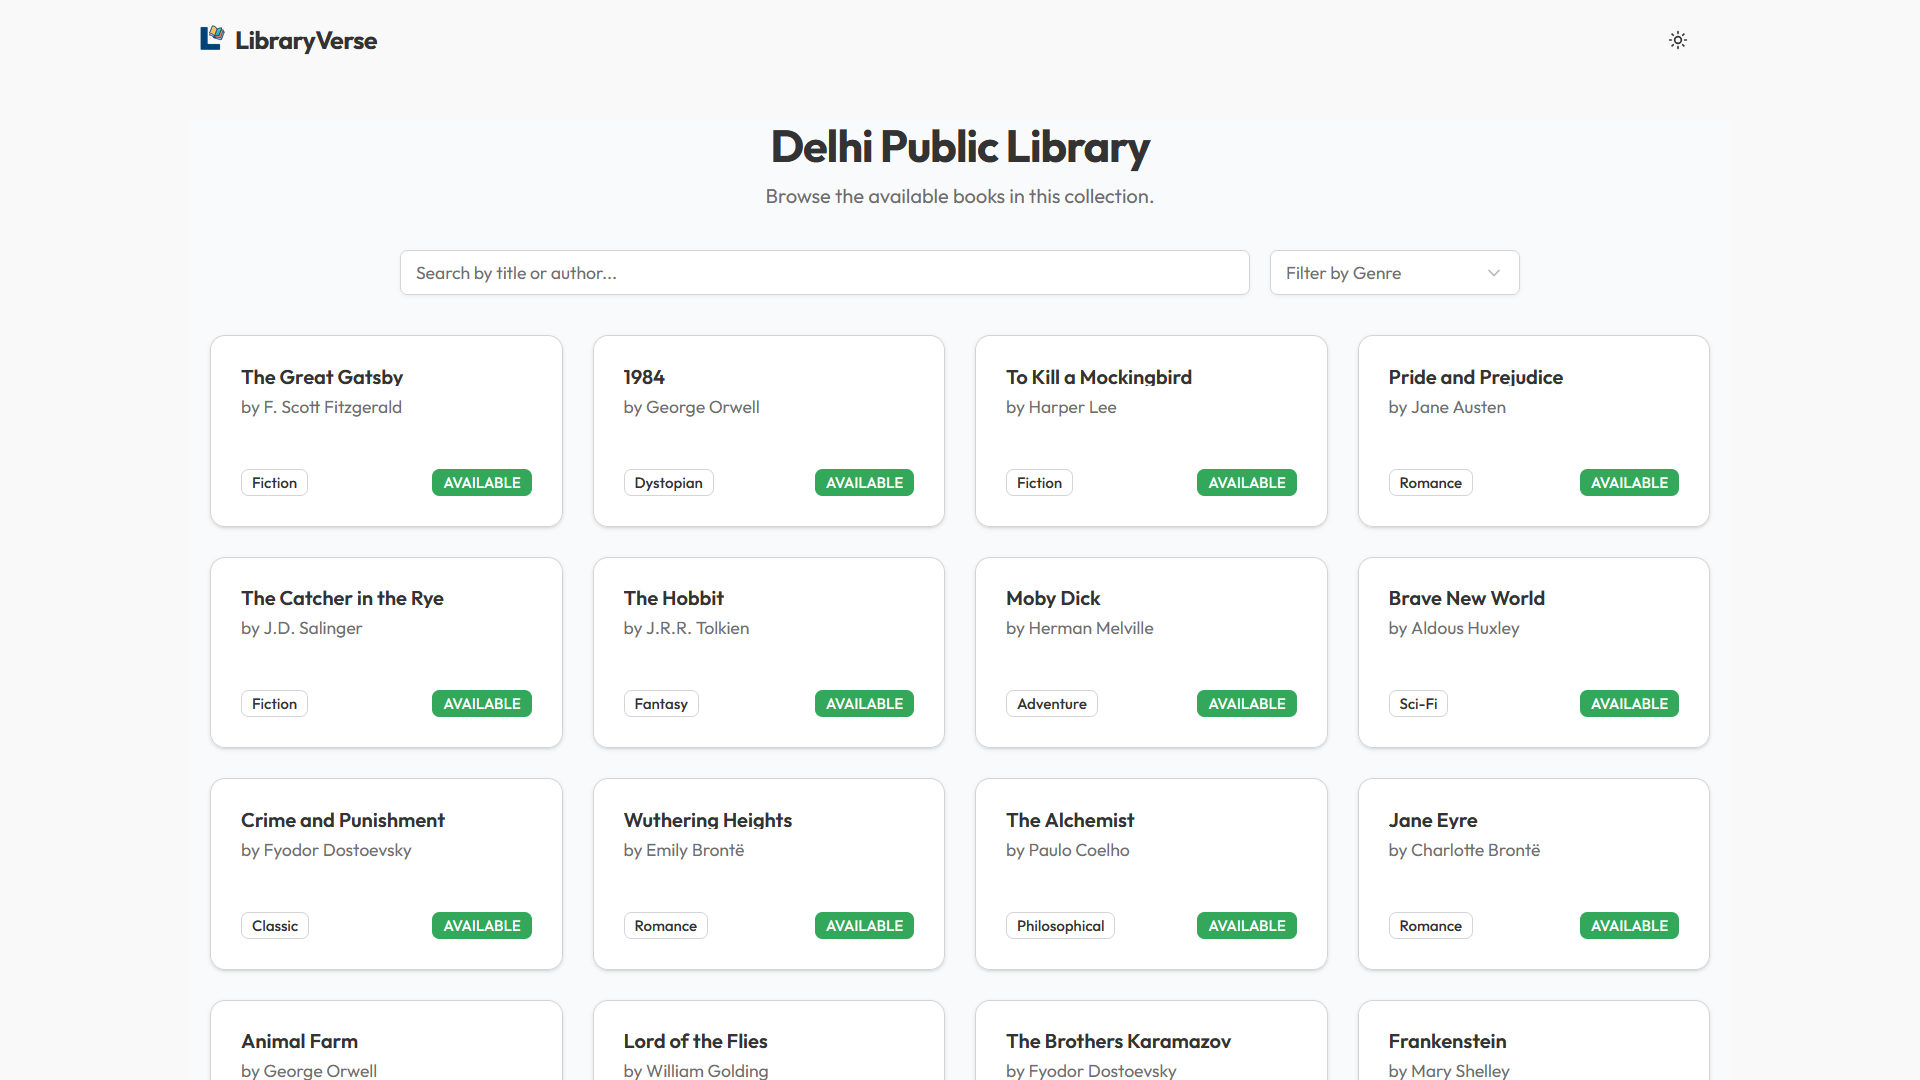 LibraryVerse
Delhi Public Library
Browse the available books in this collection.
Search by title or author...
Filter by Genre
The Great Gatsby
by F. Scott Fitzgerald
Fiction
AVAILABLE
1984
by George Orwell
Dystopian
AVAILABLE
To Kill a Mockingbird
by Harper Lee
Fiction
AVAILABLE
Pride and Prejudice
by Jane Austen
Romance
AVAILABLE
The Catcher in the Rye
by J.D. Salinger
Fiction
AVAILABLE
The Hobbit
by J.R.R. Tolkien
Fantasy
AVAILABLE
Moby Dick
by Herman Melville
Adventure
AVAILABLE
Brave New World
by Aldous Huxley
Sci-Fi
AVAILABLE
Crime and Punishment
by Fyodor Dostoevsky
Classic
AVAILABLE
Wuthering Heights
by Emily Brontë
Romance
AVAILABLE
The Alchemist
by Paulo Coelho
Philosophical
AVAILABLE
Jane Eyre
by Charlotte Brontë
Romance
AVAILABLE
Animal Farm
by George Orwell
Lord of the Flies
by William Golding
The Brothers Karamazov
by Fyodor Dostoevsky
Frankenstein
by Mary Shelley